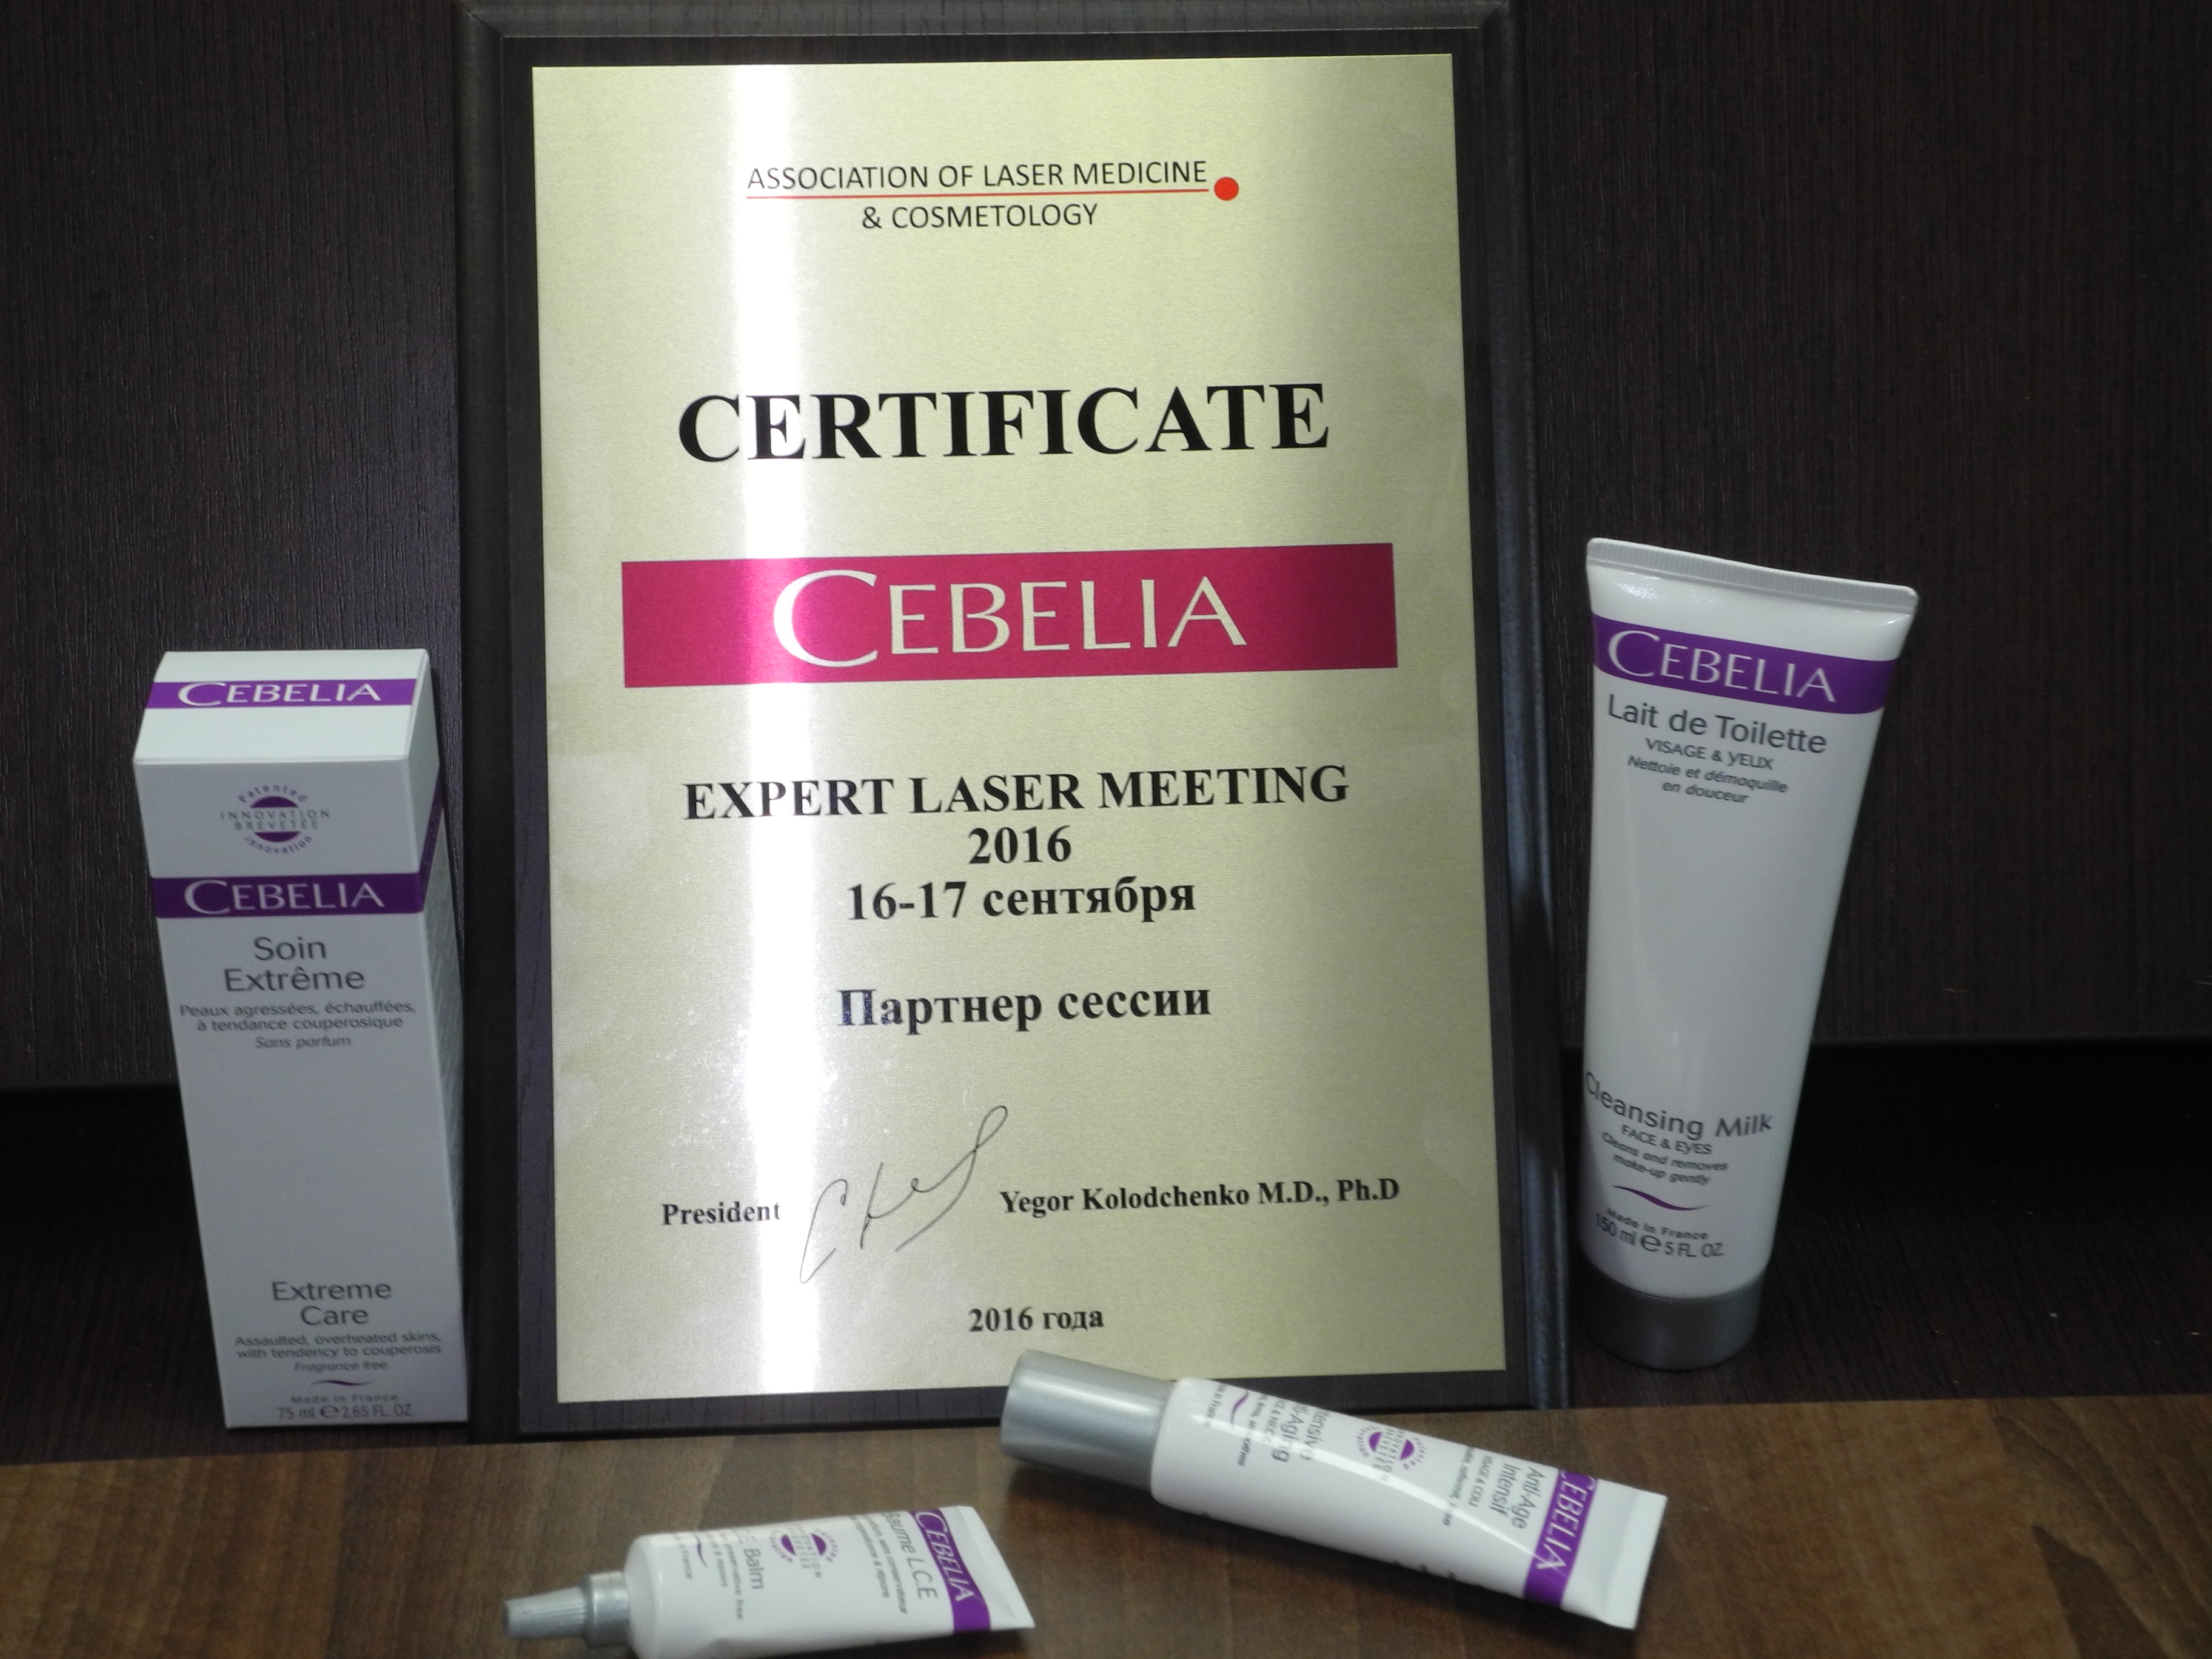 ASSOCIATION OF LASER MEDICINE
& COSMETOLOGY
CERTIFICATE
CEBELIA
EXPERT LASER MEETING
2016
16-17 сентября
Партнер сессии
President
Yegor Kolodchenko M.D., Ph.D
2016 года
CEBELIA
Patented
INNOVATION
BREVETÉE
innovation
CEBELIA
Soin
Extrême
Peaux agressées, échauffées,
à tendance couperosique
Sans parfum
Extreme
Care
Assaulted, overheated skins,
with tendency to couperosis
Fragrance free
Made in France
75 ml e 2,65 FL. OZ.
CEBELIA
Lait de Toilette
VISAGE & YEUX
Nettoie et démaquille
en douceur
Cleansing Milk
FACE & EYES
Cleans and removes
make-up gently
Made in France
150 ml e 5 FL. OZ.
CEBELIA
Anti-Age
Intensif
CEBELIA
Baume L.C.E
Balm